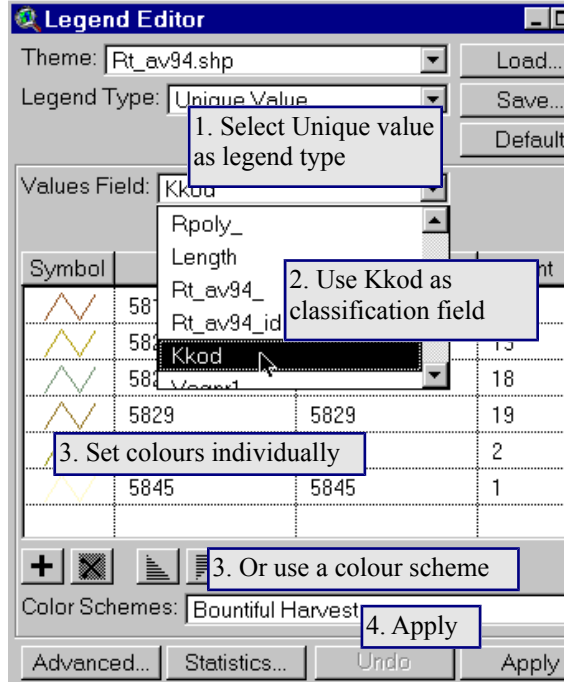 Legend Editor
Theme: Rt_av94.shp
Load...
Legend Type: Unique Value
Save...
1. Select Unique value
as legend type
Default
Values Field: Kkod
Rpoly_
Length
Rt_av94_
Rt_av94_id
Kkod
2. Use Kkod as
classification field
Symbol
18
5829 5829 19
3. Set colours individually
2
5845 5845 1
3. Or use a colour scheme
Color Schemes: Bountiful Harvest
4. Apply
Advanced... Statistics... Undo Apply